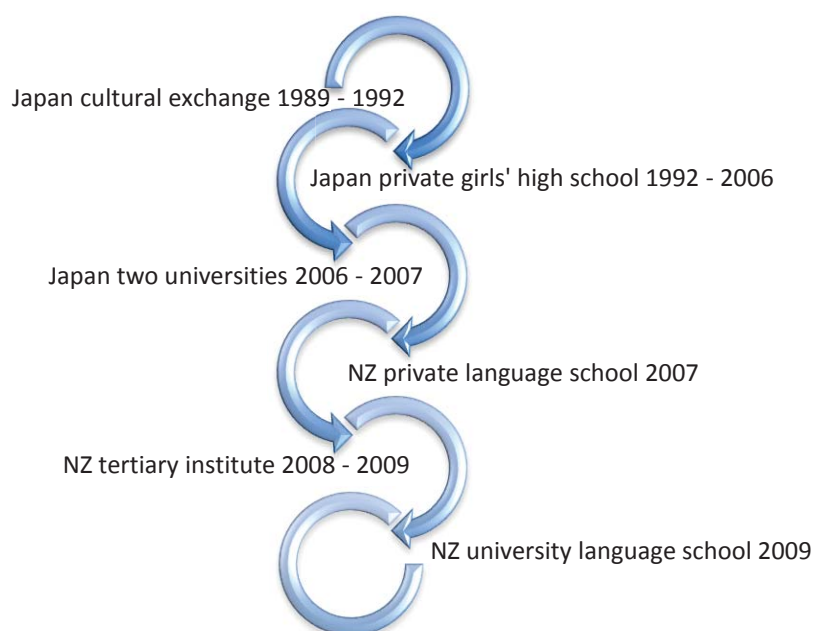 Japan cultural exchange 1989 - 1992
Japan private girls' high school 1992 - 2006
Japan two universities 2006 - 2007
NZ private language school 2007
NZ tertiary institute 2008 - 2009
NZ university language school 2009